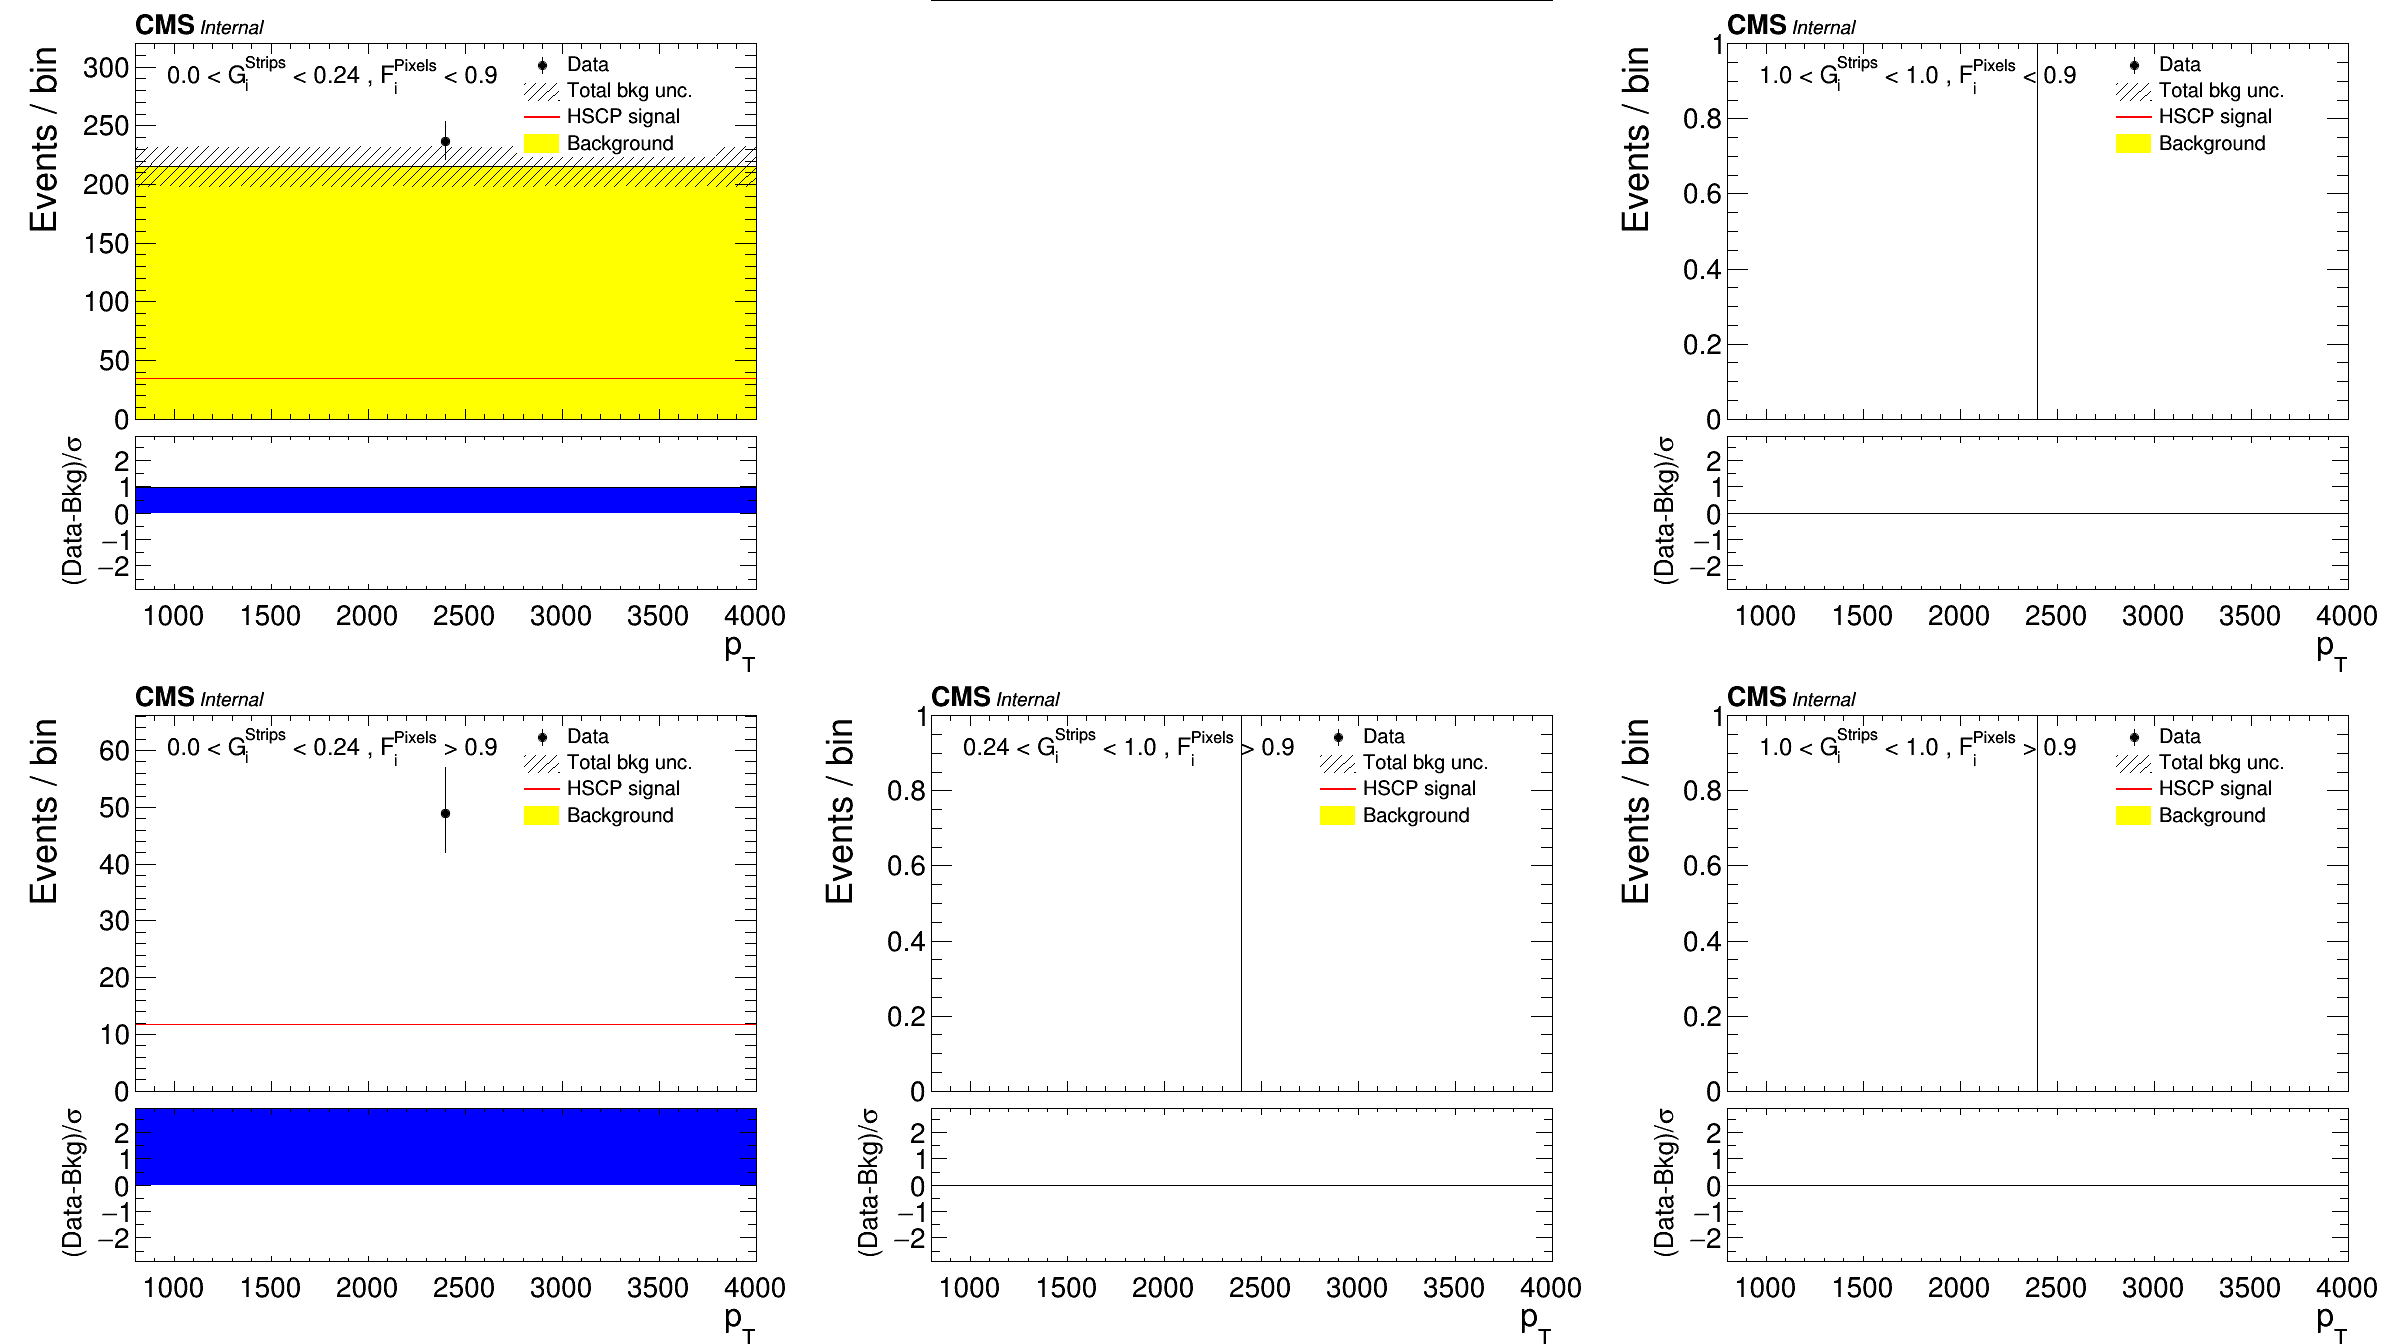 CMS Internal
Events / bin
0.0 < G_i^Strips < 0.24 , F_i^Pixels < 0.9
Data
Total bkg unc.
HSCP signal
Background
300
250
200
150
100
50
0
(Data-Bkg)/σ
2
1
0
−1
−2
1000 1500 2000 2500 3000 3500 4000
p_T
CMS Internal
Events / bin
1.0 < G_i^Strips < 1.0 , F_i^Pixels < 0.9
Data
Total bkg unc.
HSCP signal
Background
1
0.8
0.6
0.4
0.2
0
(Data-Bkg)/σ
2
1
0
−1
−2
1000 1500 2000 2500 3000 3500 4000
p_T
CMS Internal
Events / bin
0.0 < G_i^Strips < 0.24 , F_i^Pixels > 0.9
Data
Total bkg unc.
HSCP signal
Background
60
50
40
30
20
10
0
(Data-Bkg)/σ
2
1
0
−1
−2
1000 1500 2000 2500 3000 3500 4000
p_T
CMS Internal
Events / bin
0.24 < G_i^Strips < 1.0 , F_i^Pixels > 0.9
Data
Total bkg unc.
HSCP signal
Background
1
0.8
0.6
0.4
0.2
0
(Data-Bkg)/σ
2
1
0
−1
−2
1000 1500 2000 2500 3000 3500 4000
p_T
CMS Internal
Events / bin
1.0 < G_i^Strips < 1.0 , F_i^Pixels > 0.9
Data
Total bkg unc.
HSCP signal
Background
1
0.8
0.6
0.4
0.2
0
(Data-Bkg)/σ
2
1
0
−1
−2
1000 1500 2000 2500 3000 3500 4000
p_T